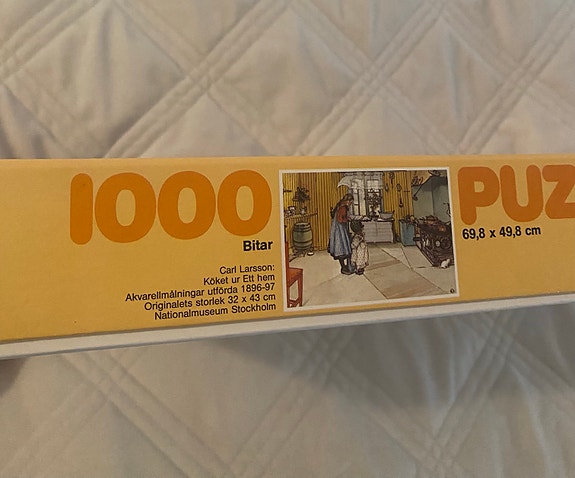 1000
Bitar
Carl Larsson:
Köket ur Ett hem
Akvarellmålningar utförda 1896-97
Originalets storlek 32 x 43 cm
Nationalmuseum Stockholm
PUZ
69,8 x 49,8 cm